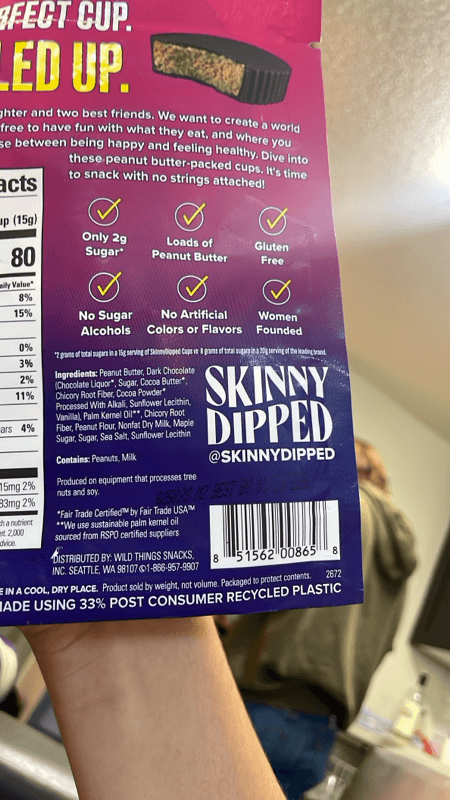 RFECT CUP.
LED UP.
ghter and two best friends. We want to create a world
free to have fun with what they eat, and where you
se between being happy and feeling healthy. Dive into
these peanut butter-packed cups. It's time
to snack with no strings attached!
acts
up (15g)
80
aily Value*
8%
15%
0%
3%
2%
11%
ars 4%
15mg 2%
83mg 2%
h a nutrient
et. 2,000
dvice.
Only 2g
Sugar*
Loads of
Peanut Butter
Gluten
Free
No Sugar
Alcohols
No Artificial
Colors or Flavors
Women
Founded
*2 grams of total sugars in a 15g serving of SkinnyDipped Cups vs 8 grams of total sugars in a 20g serving of the leading brand.
Ingredients: Peanut Butter, Dark Chocolate
(Chocolate Liquor*, Sugar, Cocoa Butter*,
Chicory Root Fiber, Cocoa Powder*
Processed With Alkali, Sunflower Lecithin,
Vanilla), Palm Kernel Oil**, Chicory Root
Fiber, Peanut Flour, Nonfat Dry Milk, Maple
Sugar, Sugar, Sea Salt, Sunflower Lecithin
Contains: Peanuts, Milk
Produced on equipment that processes tree
nuts and soy.
*Fair Trade Certified™ by Fair Trade USA™
**We use sustainable palm kernel oil
sourced from RSPO certified suppliers
DISTRIBUTED BY: WILD THINGS SNACKS,
INC. SEATTLE, WA 98107 ©1-866-957-9907
SKINNY
DIPPED
@SKINNYDIPPED
BEST BY
8 51562 00865 8
E IN A COOL, DRY PLACE. Product sold by weight, not volume. Packaged to protect contents. 2672
MADE USING 33% POST CONSUMER RECYCLED PLASTIC